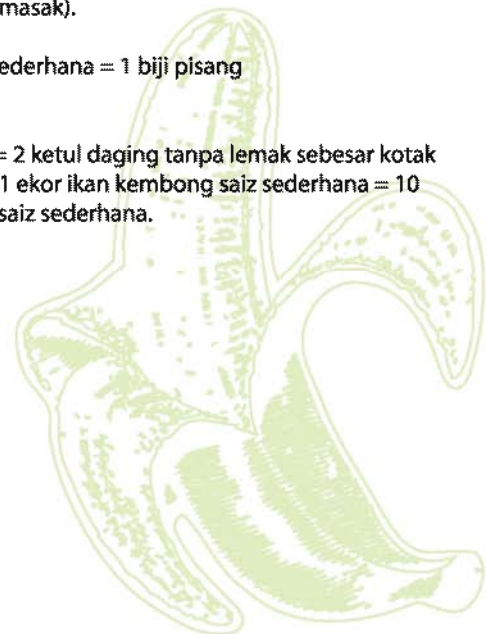 masak).
ederhana = 1 biji pisang
= 2 ketul daging tanpa lemak sebesar kotak
1 ekor ikan kembong saiz sederhana = 10
saiz sederhana.